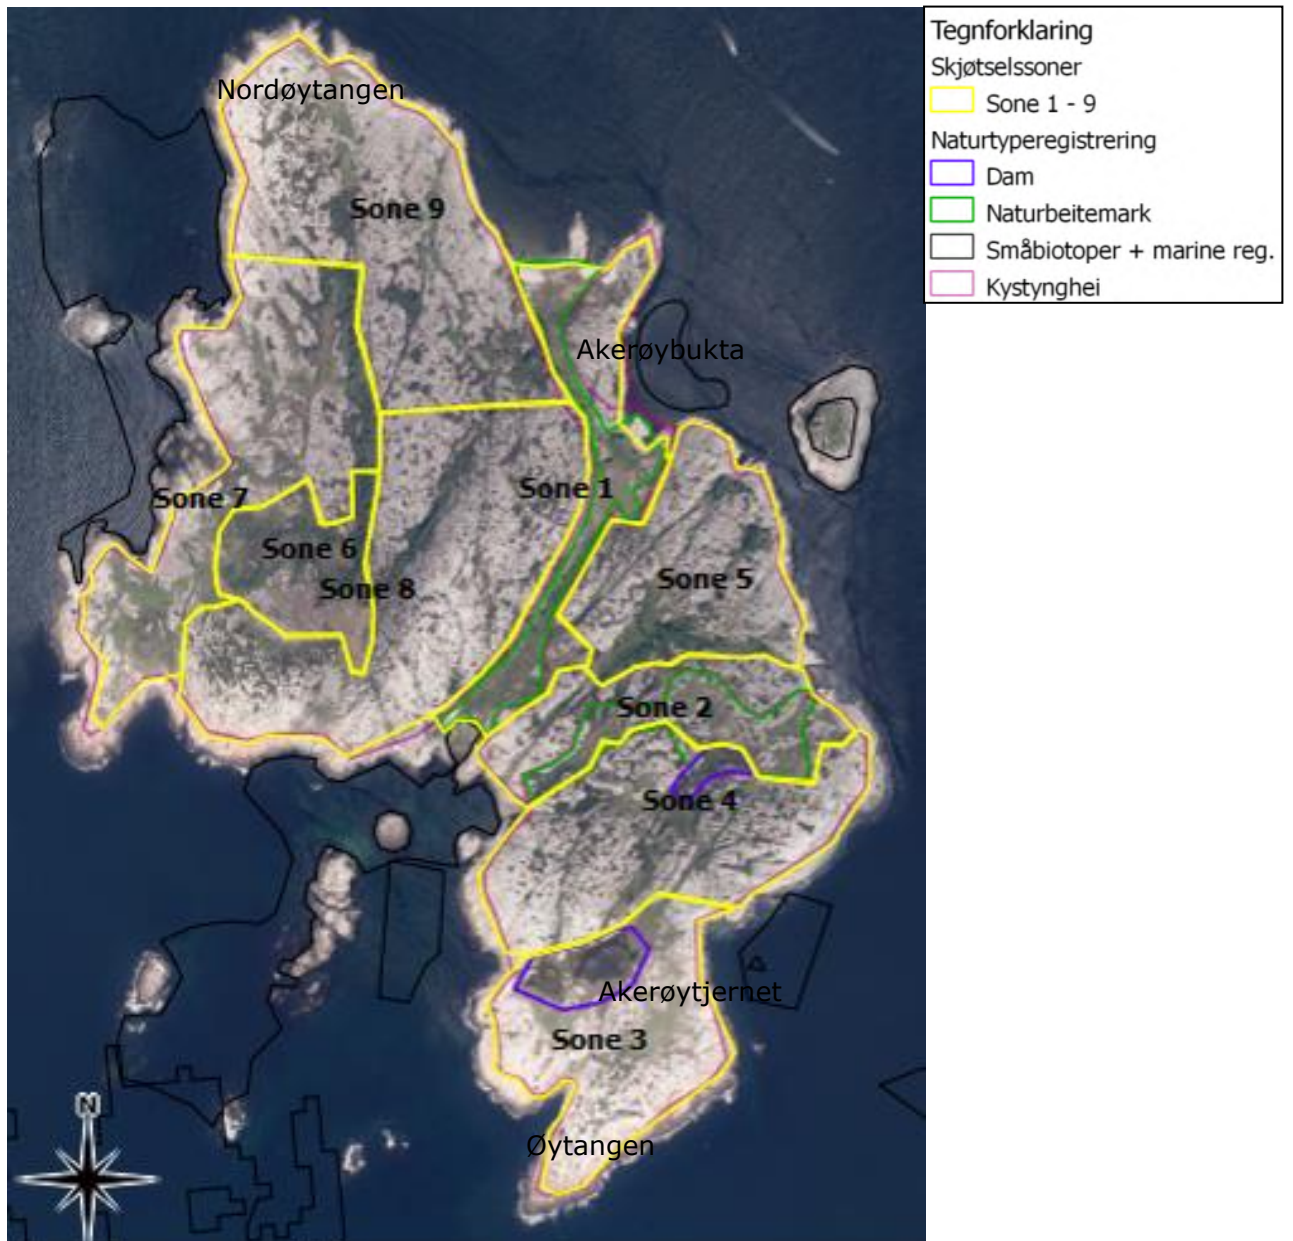 Tegnforklaring
Skjøtselssoner
Sone 1 - 9
Naturtyperegistrering
Dam
Naturbeitemark
Småbiotoper + marine reg.
Kystynghei
Nordøytangen
Sone 9
Akerøybukta
Sone 7
Sone 1
Sone 6
Sone 8
Sone 5
Sone 2
Sone 4
Akerøytjernet
Sone 3
N
Øytangen